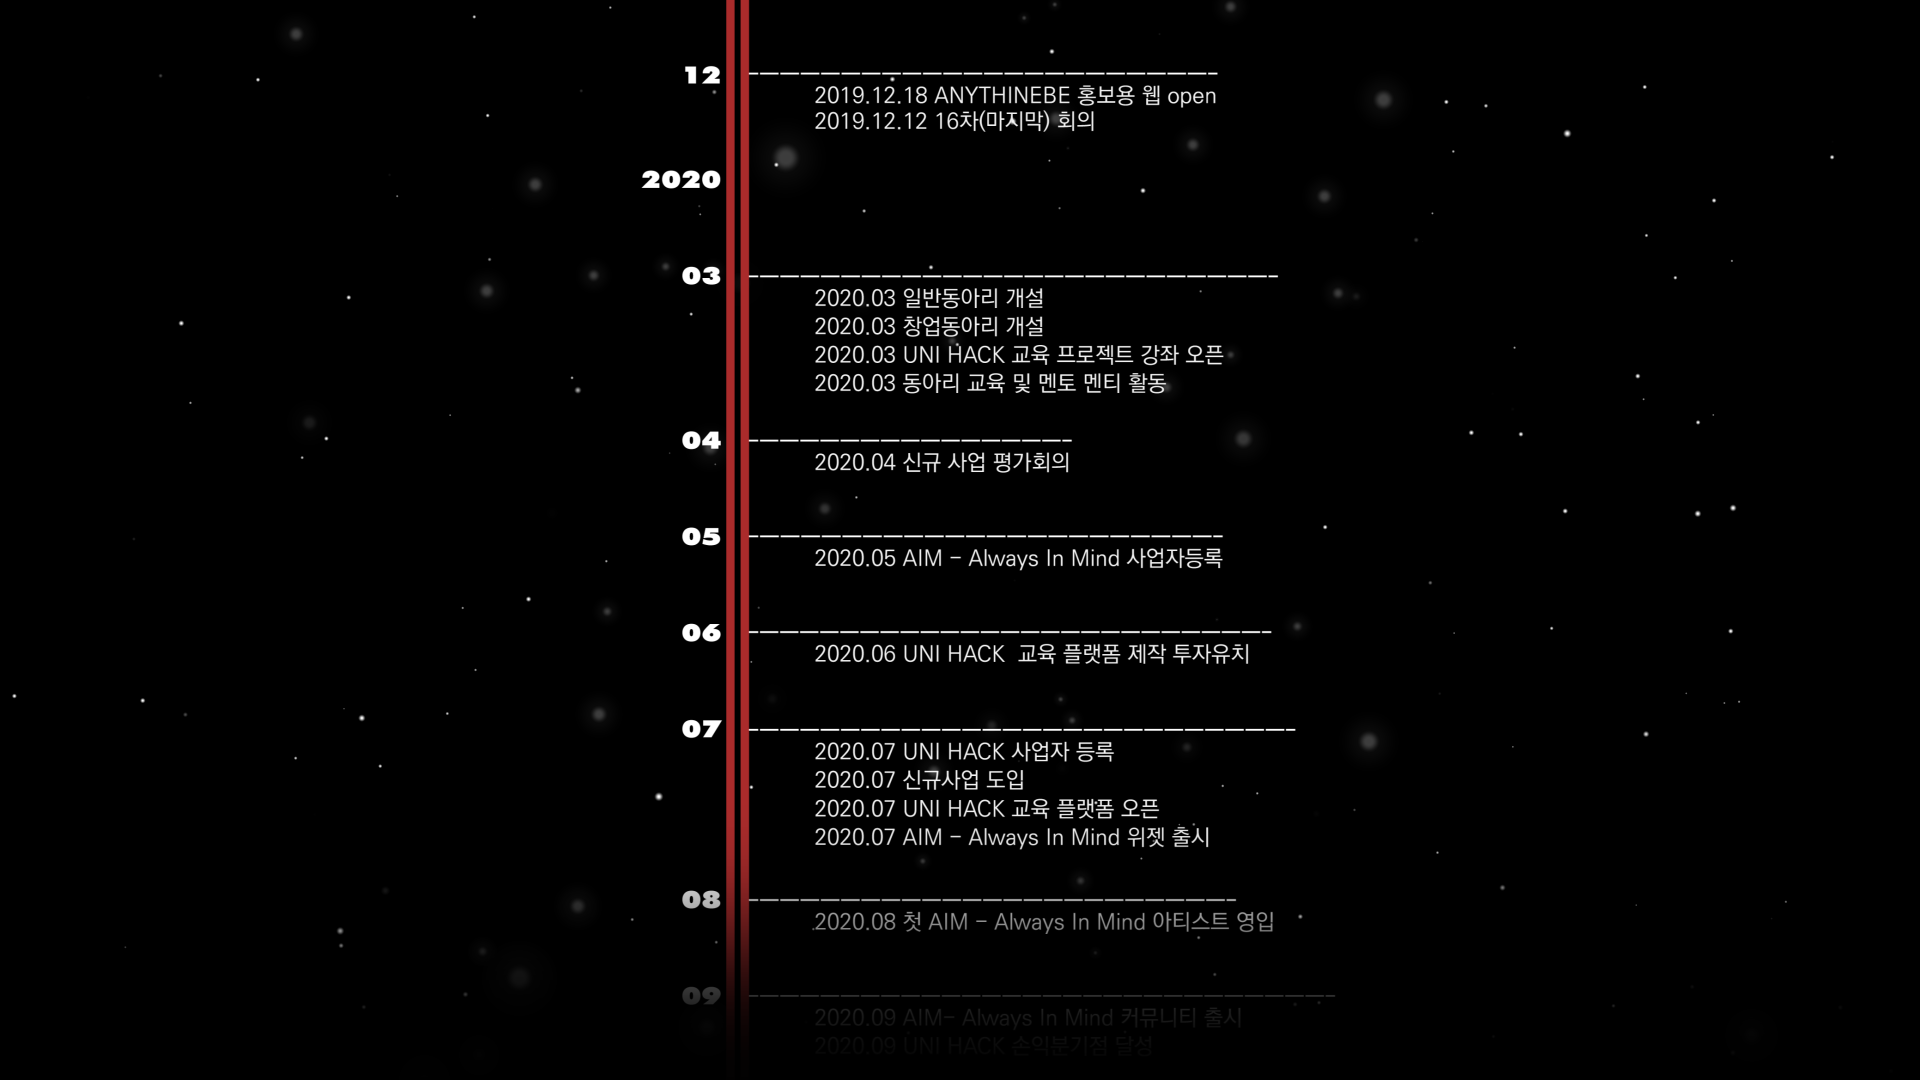 12
2019.12.18 ANYTHINEBE 홍보용 웹 open
2019.12.12 16차(마지막) 회의
2020
03
2020.03 일반동아리 개설
2020.03 창업동아리 개설
2020.03 UNI HACK 교육 프로젝트 강좌 오픈
2020.03 동아리 교육 및 멘토 멘티 활동
04
2020.04 신규 사업 평가회의
05
2020.05 AIM - Always In Mind 사업자등록
06
2020.06 UNI HACK  교육 플랫폼 제작 투자유치
07
2020.07 UNI HACK 사업자 등록
2020.07 신규사업 도입
2020.07 UNI HACK 교육 플랫폼 오픈
2020.07 AIM - Always In Mind 위젯 출시
08
2020.08 첫 AIM - Always In Mind 아티스트 영입
09
2020.09 AIM- Always In Mind 커뮤니티 출시
2020.09 UNI HACK 손익분기점 달성